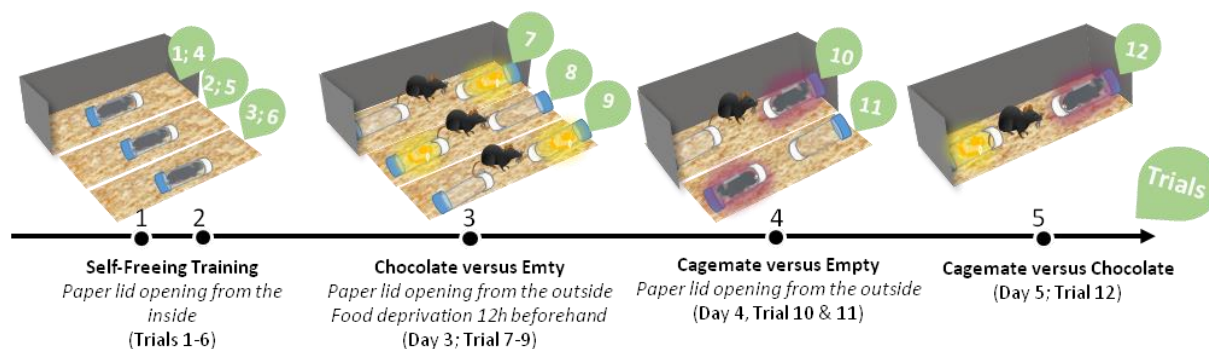 1; 4
2; 5
3; 6
7
8
9
10
11
12
Trials
1
2
3
4
5
Self-Freeing Training
Paper lid opening from the
inside
(Trials 1-6)
Chocolate versus Emty
Paper lid opening from the outside
Food deprivation 12h beforehand
(Day 3; Trial 7-9)
Cagemate versus Empty
Paper lid opening from the outside
(Day 4, Trial 10 & 11)
Cagemate versus Chocolate
(Day 5; Trial 12)